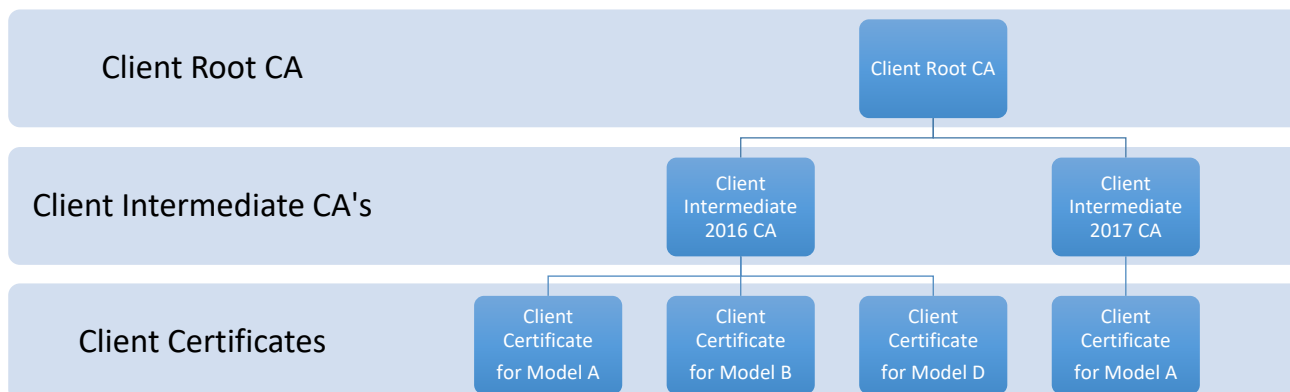 Client Root CA
Client Root CA
Client Intermediate CA's
Client
Intermediate
2016 CA
Client
Intermediate
2017 CA
Client Certificates
Client
Certificate
for Model A
Client
Certificate
for Model B
Client
Certificate
for Model D
Client
Certificate
for Model A